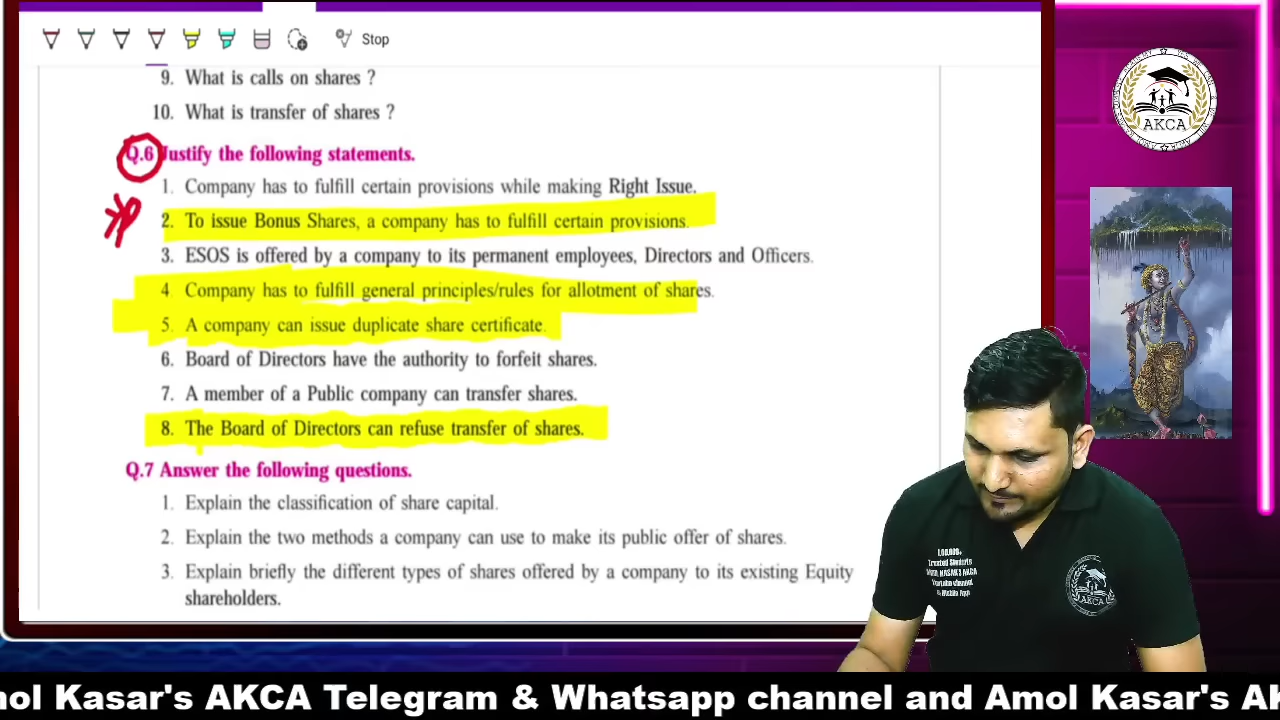 Stop
9. What is calls on shares ?
10. What is transfer of shares ?
Q.6 Justify the following statements.
1. Company has to fulfill certain provisions while making Right Issue.
2. To issue Bonus Shares, a company has to fulfill certain provisions.
3. ESOS is offered by a company to its permanent employees, Directors and Officers.
4. Company has to fulfill general principles/rules for allotment of shares.
5. A company can issue duplicate share certificate.
6. Board of Directors have the authority to forfeit shares.
7. A member of a Public company can transfer shares.
8. The Board of Directors can refuse transfer of shares.
Q.7 Answer the following questions.
1. Explain the classification of share capital.
2. Explain the two methods a company can use to make its public offer of shares.
3. Explain briefly the different types of shares offered by a company to its existing Equity
shareholders.
AKCA
mol Kasar's AKCA Telegram & Whatsapp channel and Amol Kasar's Ak